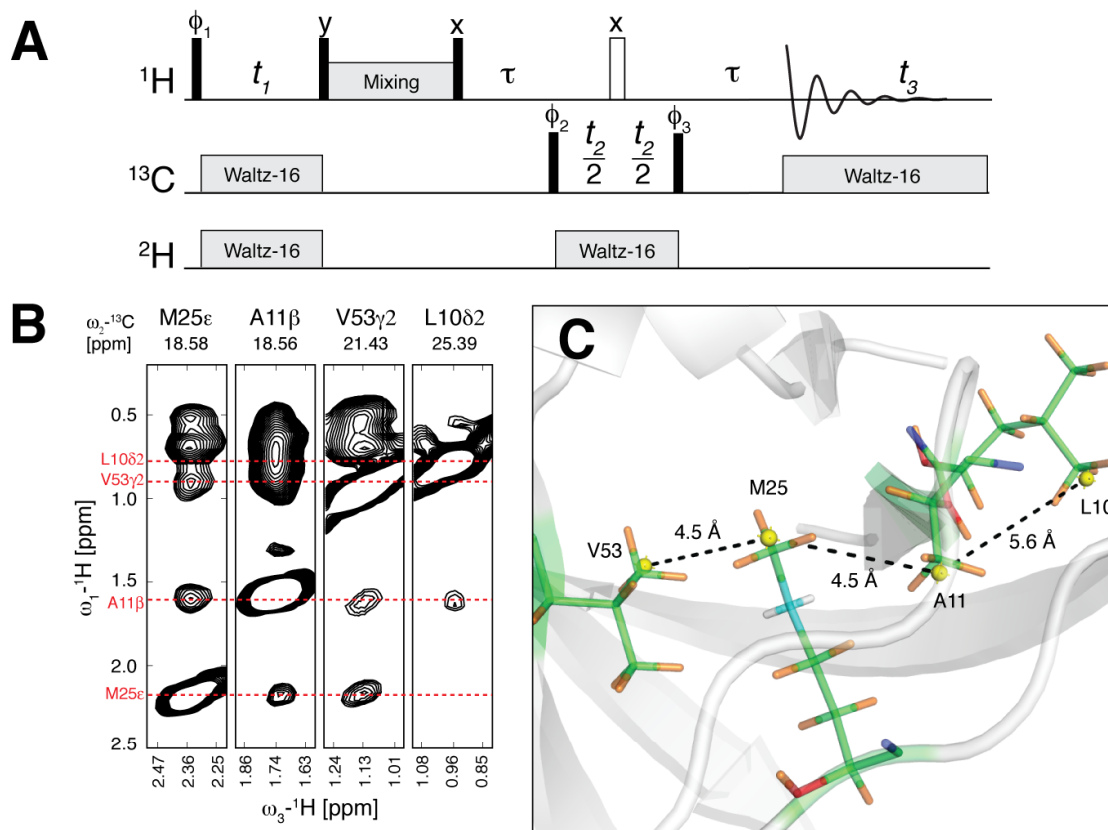 A
ϕ1 y x x
¹H t1 Mixing τ τ t3
ϕ2 t2/2 t2/2 ϕ3
¹³C Waltz-16 Waltz-16
²H Waltz-16 Waltz-16
B
ω2-¹³C [ppm] M25ε A11β V53γ2 L10δ2
18.58 18.56 21.43 25.39
ω1-¹H [ppm]
0.5
L10δ2
V53γ2
1.0
1.5
A11β
2.0
M25ε
2.5
2.47 2.36 2.25 1.85 1.74 1.63 1.24 1.13 1.01 1.08 0.96 0.85
ω3-¹H [ppm]
C
M25
L10
V53 4.5 Å
5.6 Å
4.5 Å
A11